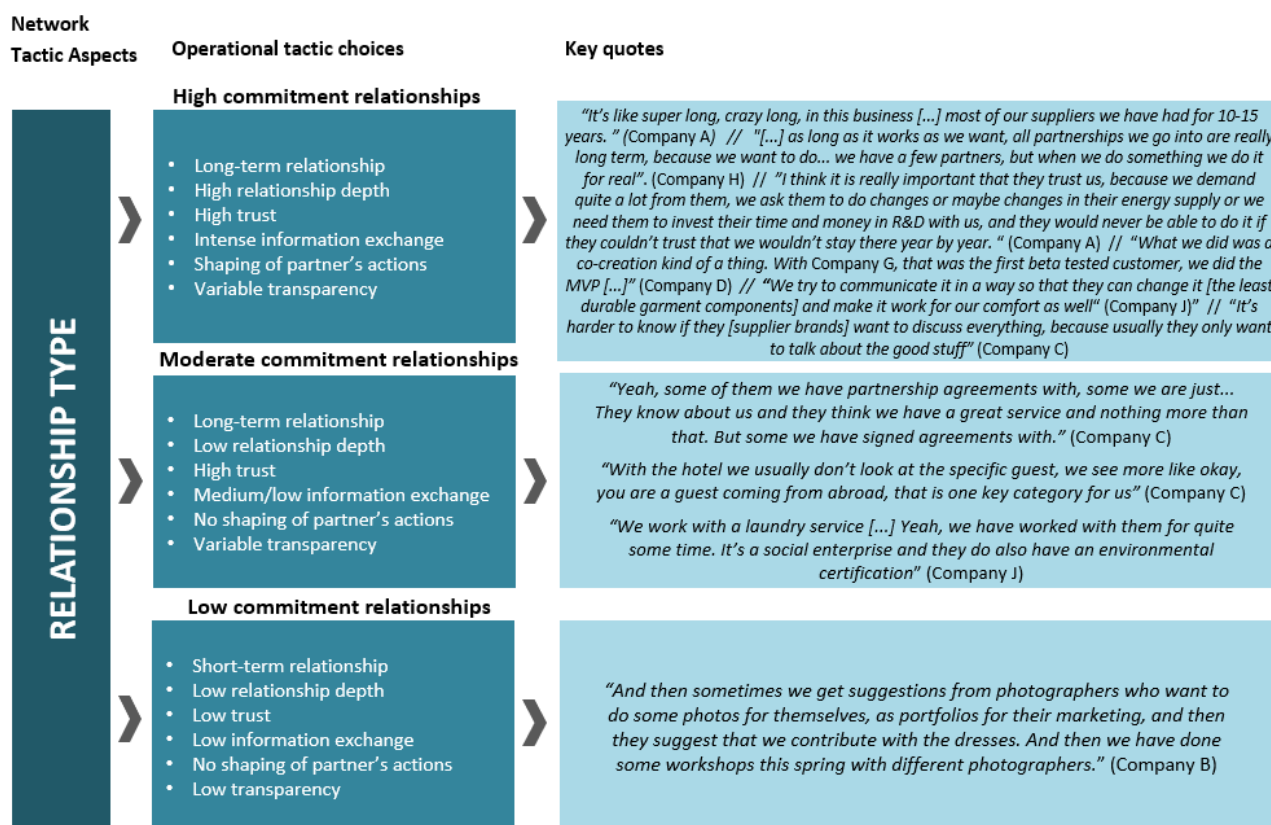 Network
Tactic Aspects
Operational tactic choices
Key quotes
RELATIONSHIP TYPE
High commitment relationships
• Long-term relationship
• High relationship depth
• High trust
• Intense information exchange
• Shaping of partner’s actions
• Variable transparency
“It’s like super long, crazy long, in this business [...] most of our suppliers we have had for 10-15
years. ” (Company A) // "[...] as long as it works as we want, all partnerships we go into are really
long term, because we want to do... we have a few partners, but when we do something we do it
for real”. (Company H) // ”I think it is really important that they trust us, because we demand
quite a lot from them, we ask them to do changes or maybe changes in their energy supply or we
need them to invest their time and money in R&D with us, and they would never be able to do it if
they couldn’t trust that we wouldn’t stay there year by year. “ (Company A) // “What we did was a
co-creation kind of a thing. With Company G, that was the first beta tested customer, we did the
MVP [...]” (Company D) // “We try to communicate it in a way so that they can change it [the least
durable garment components] and make it work for our comfort as well“ (Company J)” // “It’s
harder to know if they [supplier brands] want to discuss everything, because usually they only want
to talk about the good stuff” (Company C)
Moderate commitment relationships
• Long-term relationship
• Low relationship depth
• High trust
• Medium/low information exchange
• No shaping of partner’s actions
• Variable transparency
“Yeah, some of them we have partnership agreements with, some we are just...
They know about us and they think we have a great service and nothing more than
that. But some we have signed agreements with.” (Company C)
“With the hotel we usually don’t look at the specific guest, we see more like okay,
you are a guest coming from abroad, that is one key category for us” (Company C)
“We work with a laundry service [...] Yeah, we have worked with them for quite
some time. It’s a social enterprise and they do also have an environmental
certification” (Company J)
Low commitment relationships
• Short-term relationship
• Low relationship depth
• Low trust
• Low information exchange
• No shaping of partner’s actions
• Low transparency
“And then sometimes we get suggestions from photographers who want to
do some photos for themselves, as portfolios for their marketing, and then
they suggest that we contribute with the dresses. And then we have done
some workshops this spring with different photographers.” (Company B)